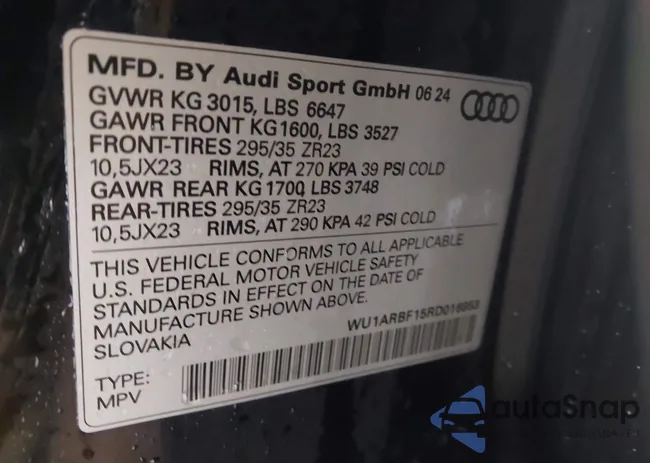 MFD. BY Audi Sport GmbH 06 24
GVWR KG 3015, LBS 6647
GAWR FRONT KG1600, LBS 3527
FRONT-TIRES 295/35 ZR23
10,5JX23 RIMS, AT 270 KPA 39 PSI COLD
GAWR REAR KG 1700, LBS 3748
REAR-TIRES 295/35 ZR23
10,5JX23 RIMS, AT 290 KPA 42 PSI COLD
THIS VEHICLE CONFORMS TO ALL APPLICABLE
U.S. FEDERAL MOTOR VEHICLE SAFETY
STANDARDS IN EFFECT ON THE DATE OF
MANUFACTURE SHOWN ABOVE.
SLOVAKIA
WU1ARBF15RD016953
TYPE:
MPV
autoSnap